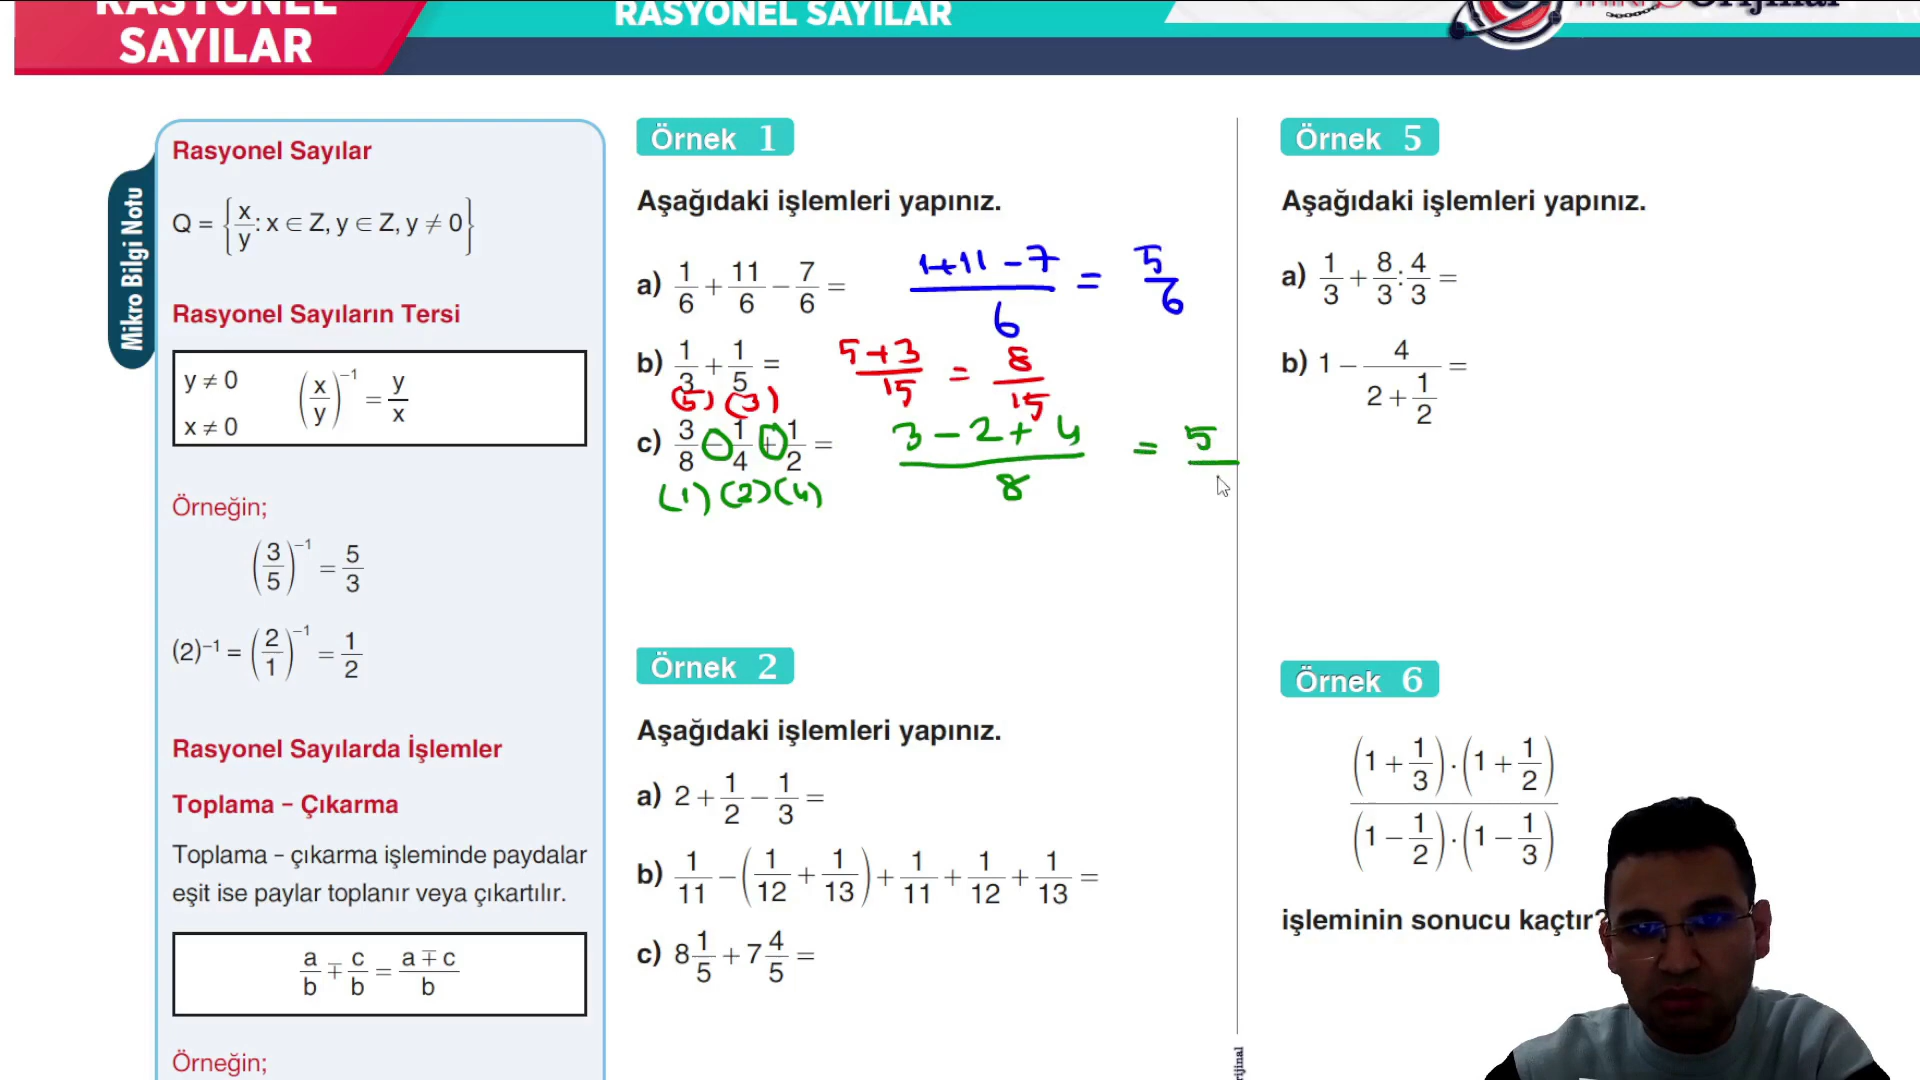 RASYONEL
SAYILAR
RASYONEL SAYILAR
Orijinal
Mikro Bilgi Notu
Rasyonel Sayılar
Q = {x/y : x ∈ Z, y ∈ Z, y ≠ 0}
Rasyonel Sayıların Tersi
y ≠ 0
x ≠ 0
(x/y)⁻¹ = y/x
Örneğin;
(3/5)⁻¹ = 5/3
(2)⁻¹ = (2/1)⁻¹ = 1/2
Rasyonel Sayılarda İşlemler
Toplama – Çıkarma
Toplama – çıkarma işleminde paydalar
eşit ise paylar toplanır veya çıkartılır.
a/b ∓ c/b = a ∓ c/b
Örneğin;
Örnek 1
Aşağıdaki işlemleri yapınız.
a) 1/6 + 11/6 − 7/6 = 1+11−7/6 = 5/6
b) 1/3 + 1/5 = 5+3/15 = 8/15
(5) (3)
c) 3/8 − 1/4 + 1/2 = 3−2+4/8 = 5
(1) (2) (4)
Örnek 2
Aşağıdaki işlemleri yapınız.
a) 2 + 1/2 − 1/3 =
b) 1/11 − (1/12 + 1/13) + 1/11 + 1/12 + 1/13 =
c) 8 1/5 + 7 4/5 =
Örnek 5
Aşağıdaki işlemleri yapınız.
a) 1/3 + 8/3 : 4/3 =
b) 1 − 4/(2 + 1/2) =
Örnek 6
(1 + 1/3) . (1 + 1/2)
(1 − 1/2) . (1 − 1/3)
işleminin sonucu kaçtır?
rijinal